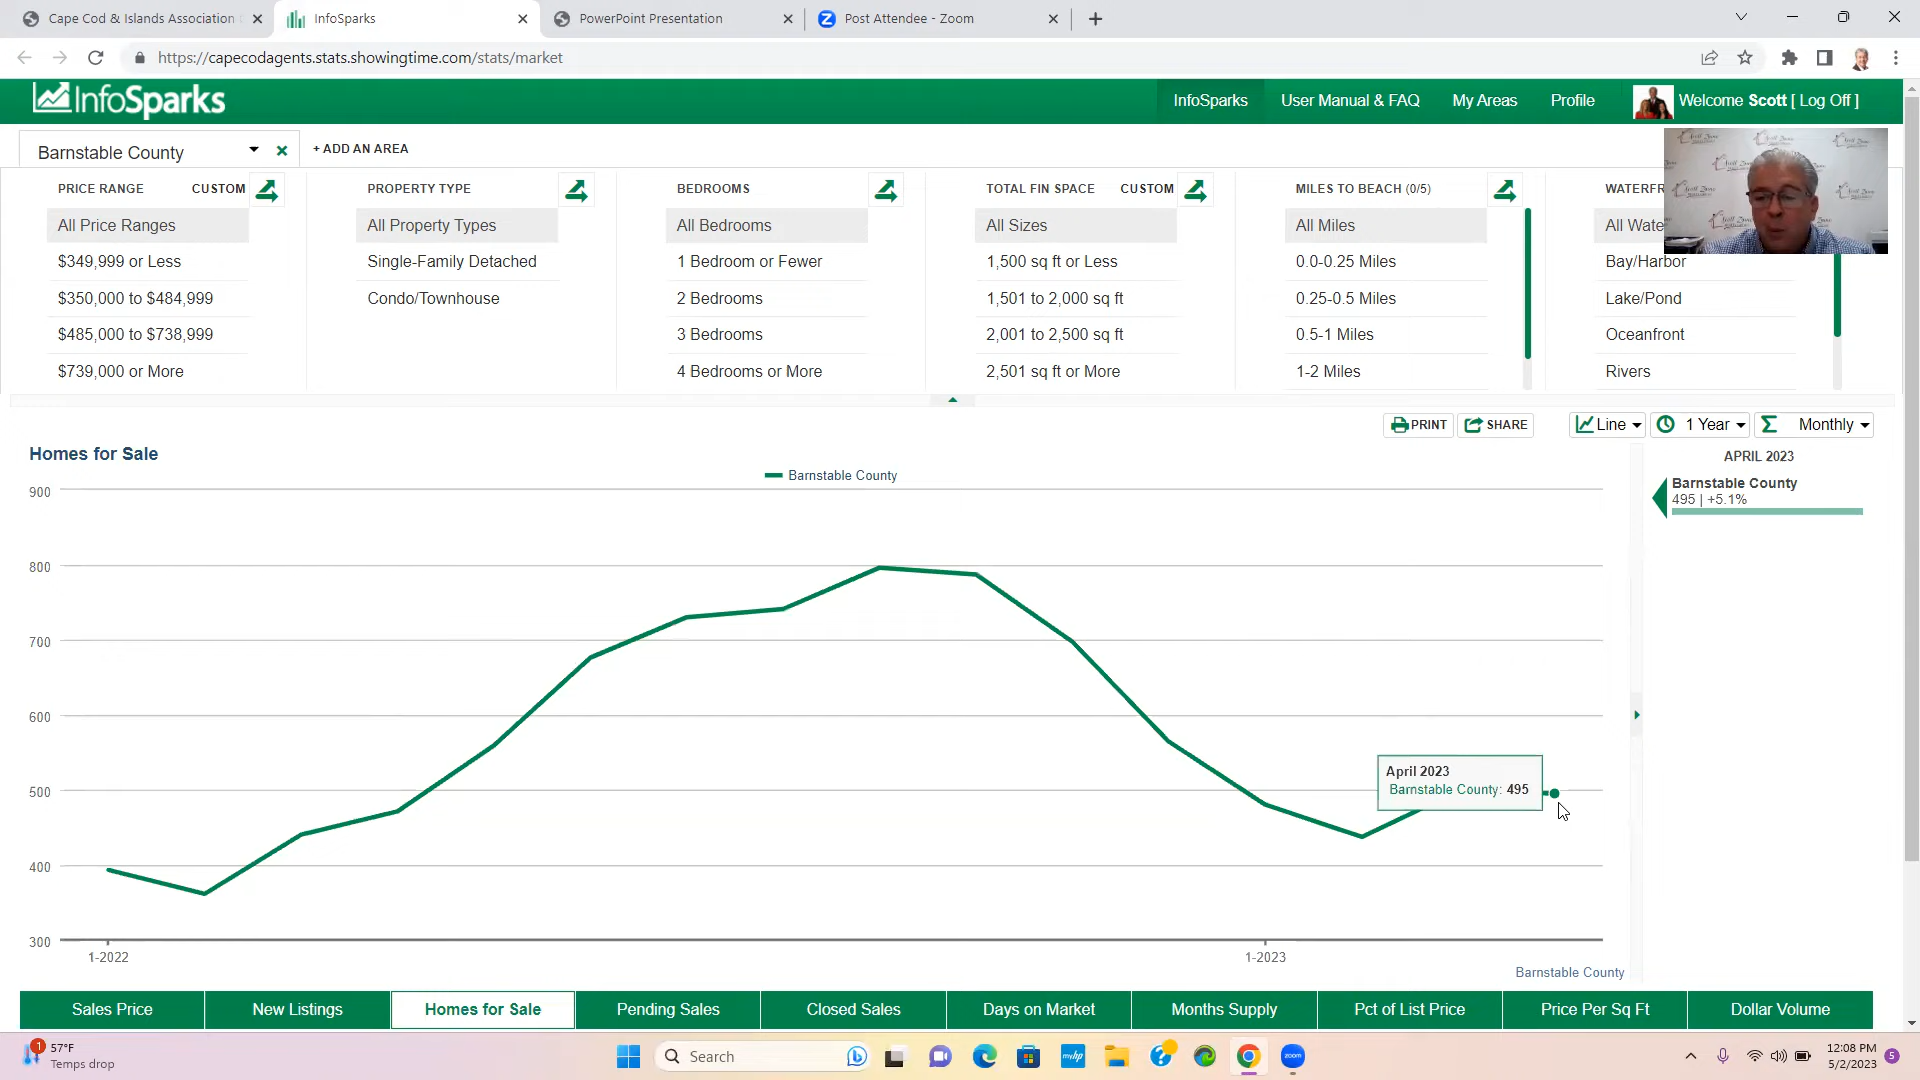 Cape Cod & Islands Association
InfoSparks
PowerPoint Presentation
Post Attendee - Zoom
https://capecodagents.stats.showingtime.com/stats/market
InfoSparks
InfoSparks
User Manual & FAQ
My Areas
Profile
Welcome Scott [ Log Off ]
Barnstable County
+ ADD AN AREA
PRICE RANGE
CUSTOM
All Price Ranges
$349,999 or Less
$350,000 to $484,999
$485,000 to $738,999
$739,000 or More
PROPERTY TYPE
All Property Types
Single-Family Detached
Condo/Townhouse
BEDROOMS
All Bedrooms
1 Bedroom or Fewer
2 Bedrooms
3 Bedrooms
4 Bedrooms or More
TOTAL FIN SPACE
CUSTOM
All Sizes
1,500 sq ft or Less
1,501 to 2,000 sq ft
2,001 to 2,500 sq ft
2,501 sq ft or More
MILES TO BEACH (0/5)
All Miles
0.0-0.25 Miles
0.25-0.5 Miles
0.5-1 Miles
1-2 Miles
WATERF
All Wate
Bay/Harbor
Lake/Pond
Oceanfront
Rivers
PRINT
SHARE
Line
1 Year
Monthly
Homes for Sale
Barnstable County
APRIL 2023
Barnstable County
495 | +5.1%
900
800
700
600
500
400
300
April 2023
Barnstable County: 495
1-2022
1-2023
Barnstable County
Sales Price
New Listings
Homes for Sale
Pending Sales
Closed Sales
Days on Market
Months Supply
Pct of List Price
Price Per Sq Ft
Dollar Volume
1
57°F
Temps drop
Search
myhp
zoom
12:08 PM
5/2/2023
5